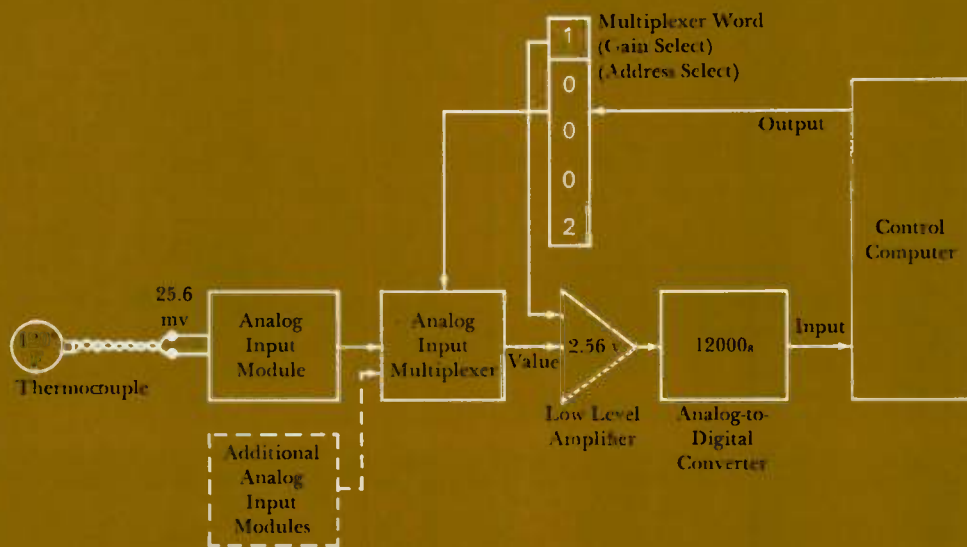 Multiplexer Word
(Gain Select)
(Address Select)
1
0
0
0
2
Output
Control
Computer
25.6
mv
Thermocouple
Analog
Input
Module
Analog
Input
Multiplexer
Value
2.56 v
Low Level
Amplifier
12000₈
Analog-to-
Digital
Converter
Input
Additional
Analog
Input
Modules